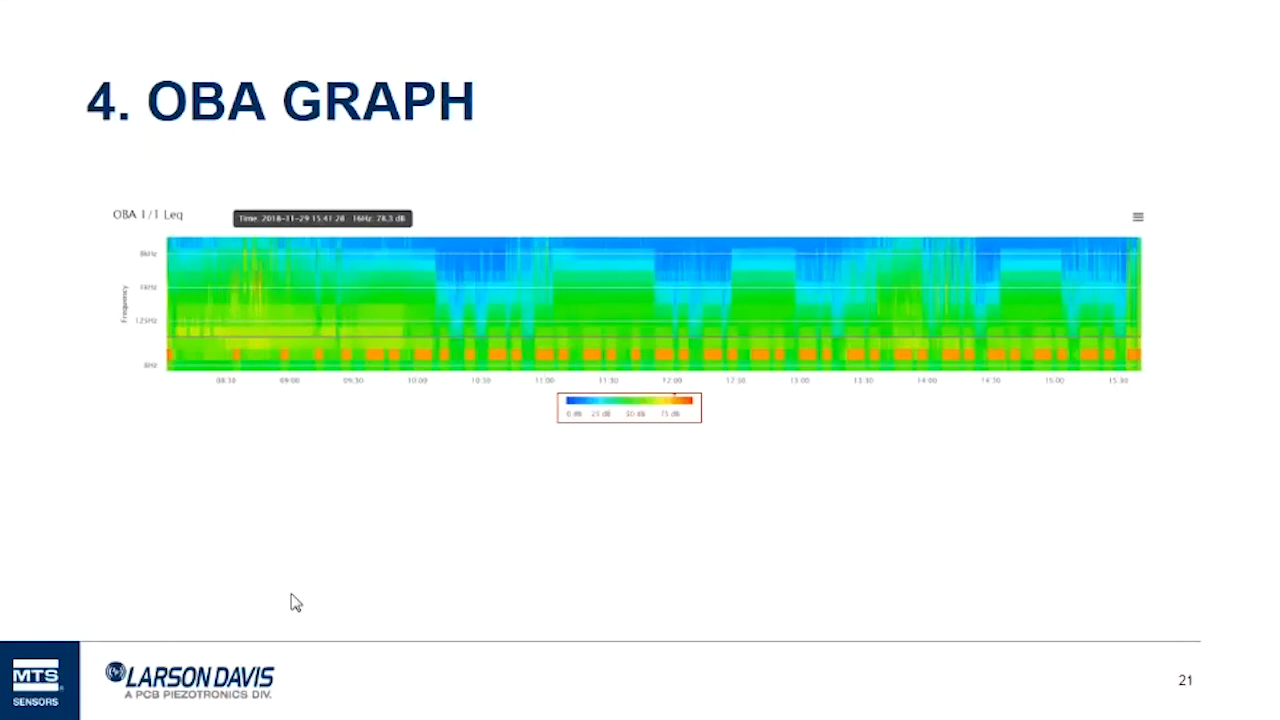 4. OBA GRAPH
OBA 1/1 Leq
Time: 2018-11-29 15:41:28 16Hz: 78.3 dB
8kHz
1kHz
125Hz
8Hz
Frequency
08:30 09:00 09:30 10:00 10:30 11:00 11:30 12:00 12:30 13:00 13:30 14:00 14:30 15:00 15:30
0 dB 25 dB 50 dB 75 dB
MTS
SENSORS
LARSON DAVIS
A PCB PIEZOTRONICS DIV.
21